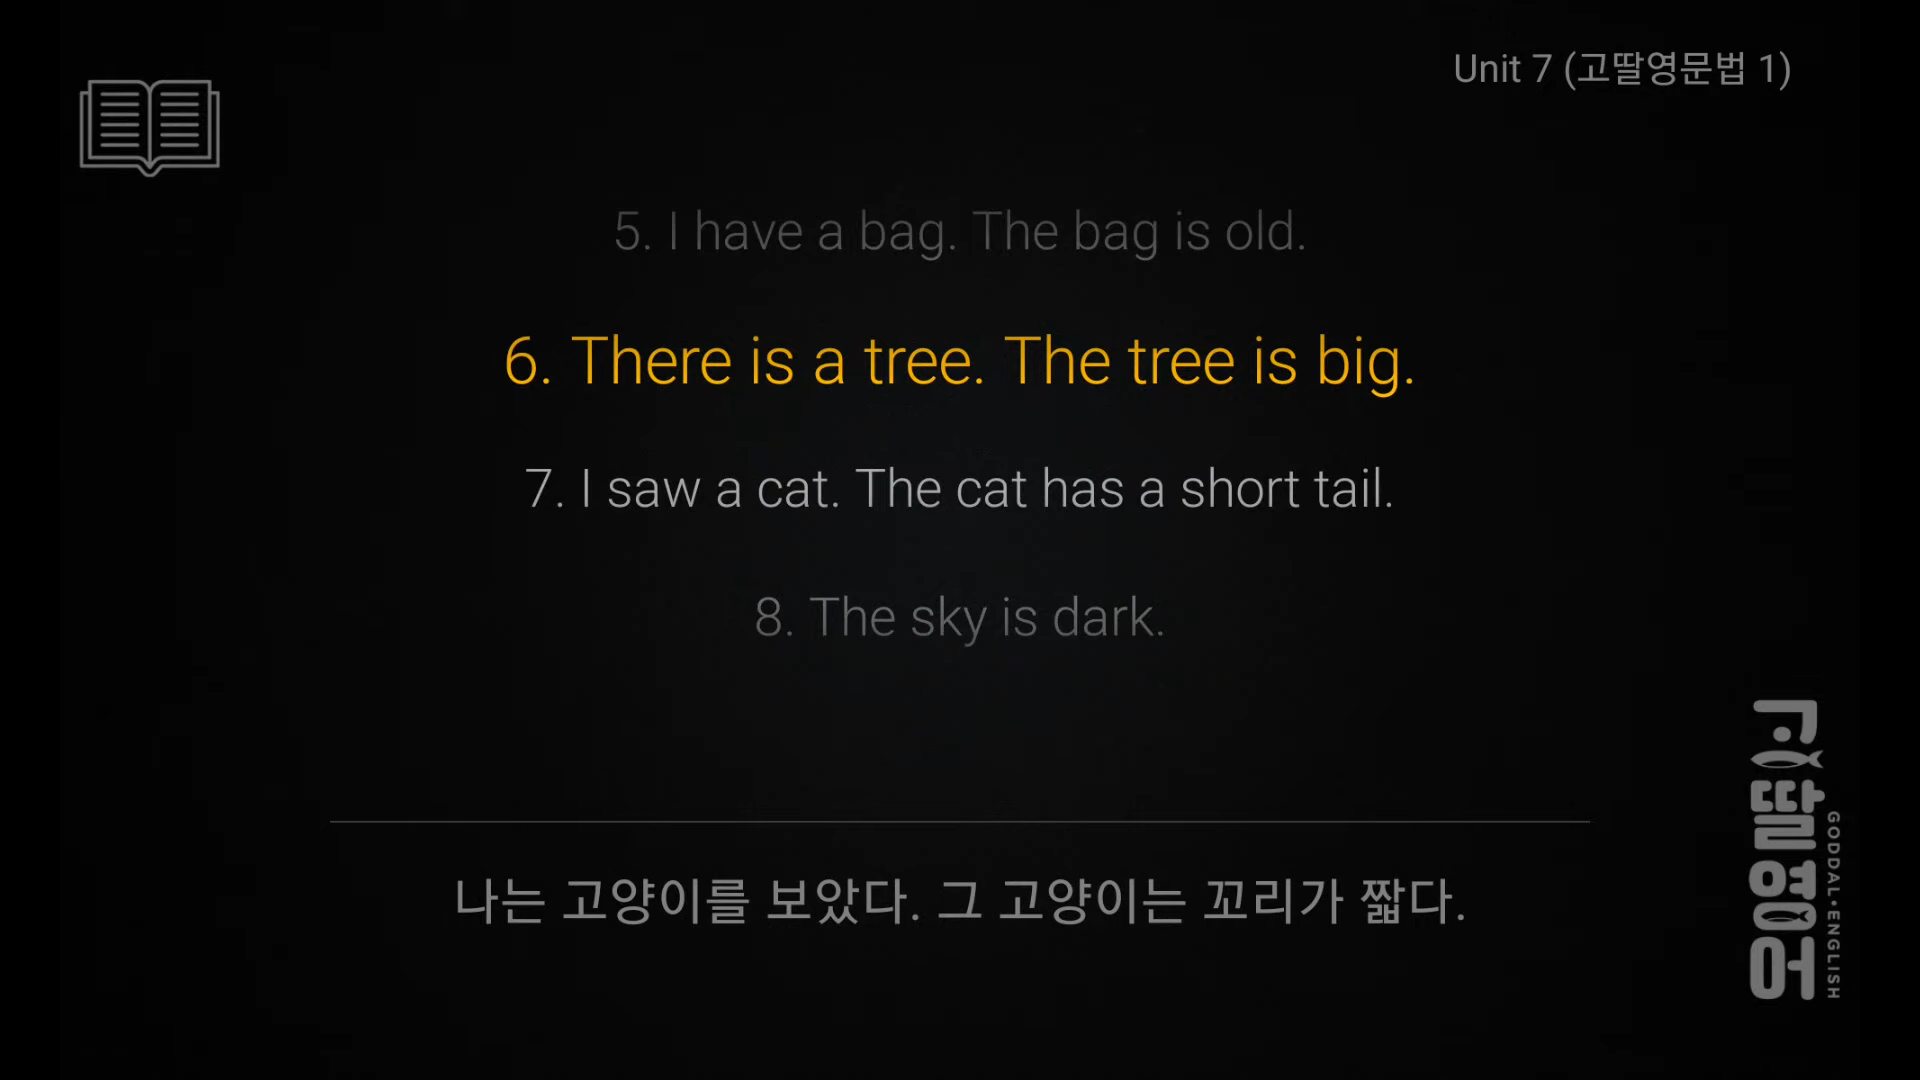 Unit 7 (고딸영문법 1)
5. I have a bag. The bag is old.
6. There is a tree. The tree is big.
7. I saw a cat. The cat has a short tail.
8. The sky is dark.
나는 고양이를 보았다. 그 고양이는 꼬리가 짧다.
고딸영어
GODDAL•ENGLISH